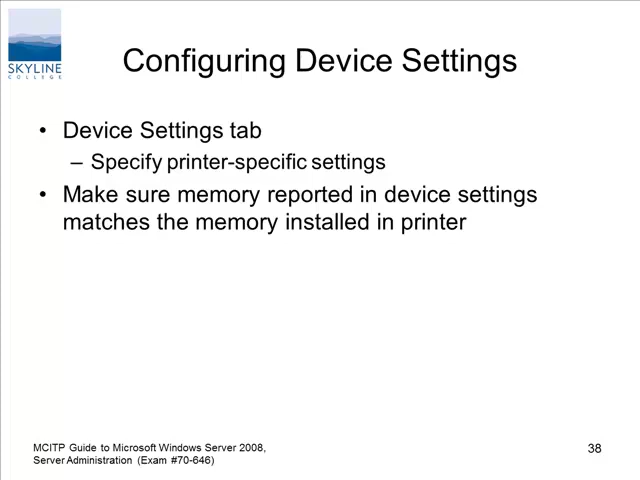 SKYLINE
COLLEGE
Configuring Device Settings
• Device Settings tab
– Specify printer-specific settings
• Make sure memory reported in device settings
matches the memory installed in printer
MCITP Guide to Microsoft Windows Server 2008,
Server Administration (Exam #70-646)
38